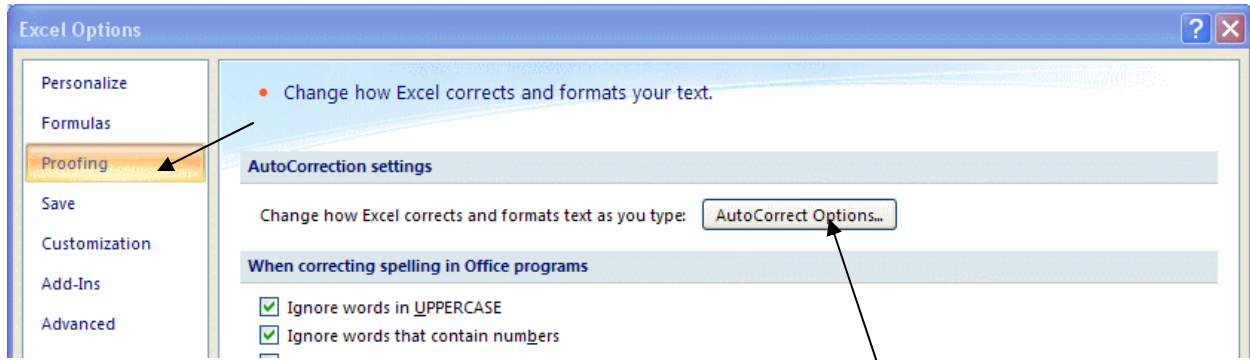 Excel Options
?
Personalize
Formulas
Proofing
Save
Customization
Add-Ins
Advanced
• Change how Excel corrects and formats your text.
AutoCorrection settings
Change how Excel corrects and formats text as you type: AutoCorrect Options...
When correcting spelling in Office programs
Ignore words in UPPERCASE
Ignore words that contain numbers